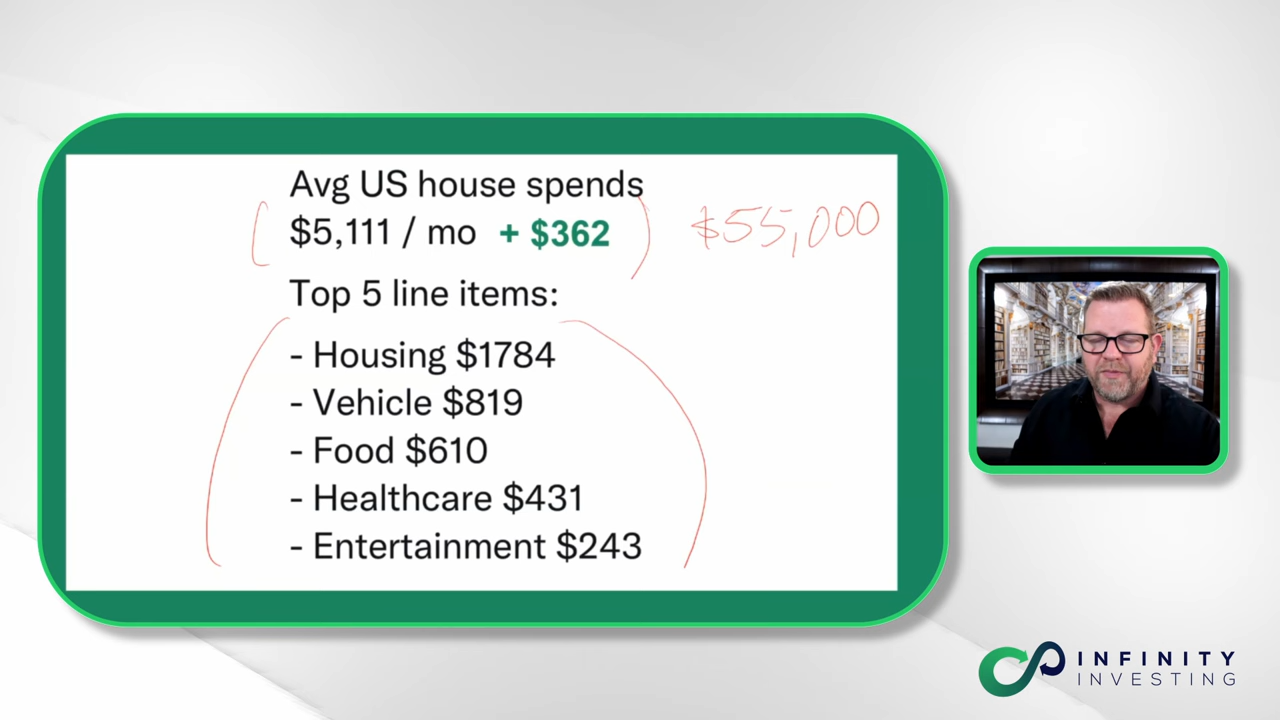 Avg US house spends
$5,111 / mo + $362 $55,000
Top 5 line items:
- Housing $1784
- Vehicle $819
- Food $610
- Healthcare $431
- Entertainment $243
INFINITY
INVESTING